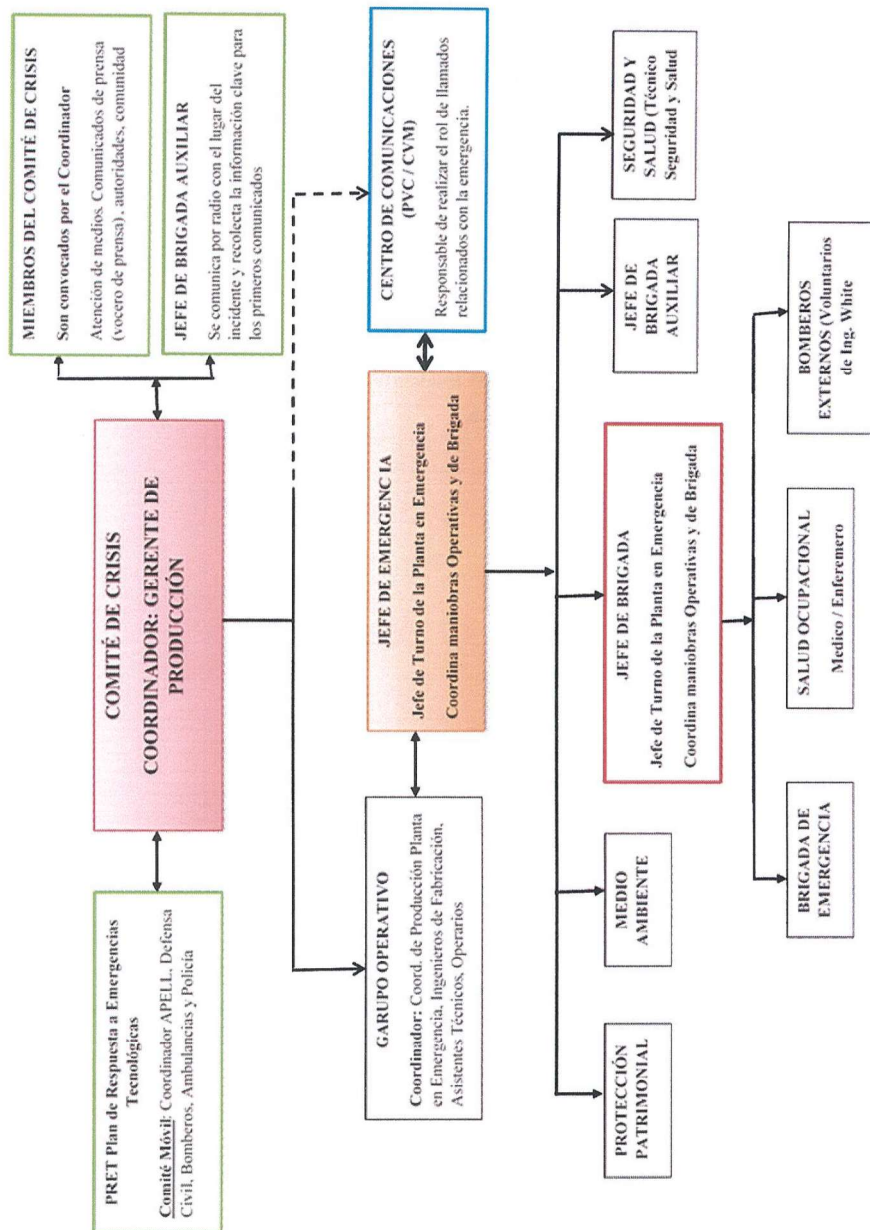 PRET Plan de Respuesta a Emergencias
Tecnológicas
Comité Móvil: Coordinador APELL, Defensa
Civil, Bomberos, Ambulancias y Policía
COMITÉ DE CRISIS
COORDINADOR: GERENTE DE
PRODUCCIÓN
MIEMBROS DEL COMITÉ DE CRISIS
Son convocados por el Coordinador
Atención de medios. Comunicados de prensa
(vocero de prensa), autoridades, comunidad
JEFE DE BRIGADA AUXILIAR
Se comunica por radio con el lugar del
incidente y recolecta la información clave para
los primeros comunicados
GARUPO OPERATIVO
Coordinador: Coord. de Producción Planta
en Emergencia, Ingenieros de Fabricación,
Asistentes Técnicos, Operarios
JEFE DE EMERGENCIA
Jefe de Turno de la Planta en Emergencia
Coordina maniobras Operativas y de Brigada
CENTRO DE COMUNICACIONES
(PVC / CVM)
Responsable de realizar el rol de llamados
relacionados con la emergencia.
PROTECCIÓN
PATRIMONIAL
MEDIO
AMBIENTE
JEFE DE BRIGADA
Jefe de Turno de la Planta en Emergencia
Coordina maniobras Operativas y de Brigada
JEFE DE
BRIGADA
AUXILIAR
SEGURIDAD Y
SALUD (Técnico
Seguridad y Salud
BRIGADA DE
EMERGENCIA
SALUD OCUPACIONAL
Medico / Enferemero
BOMBEROS
EXTERNOS (Voluntarios
de Ing. White